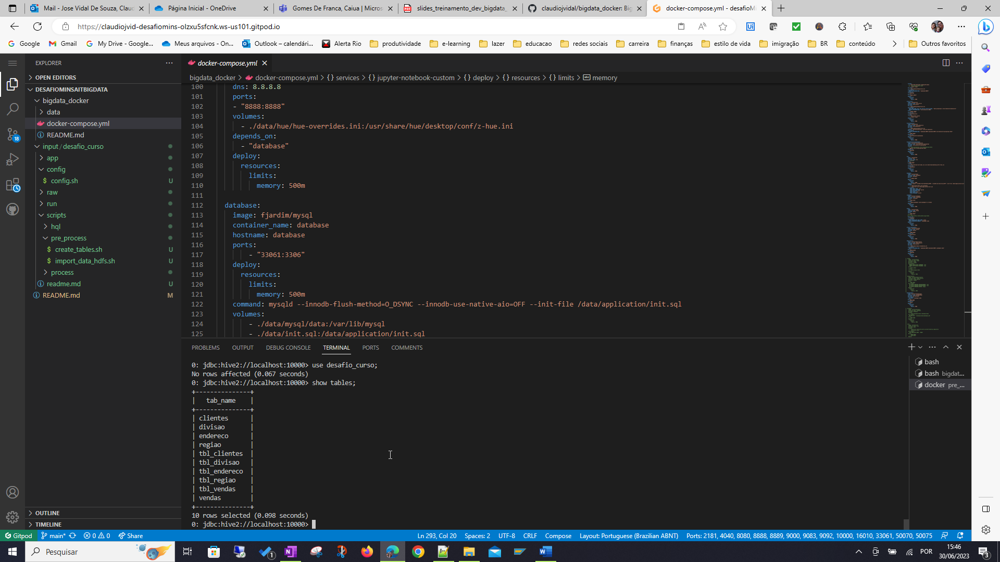 Mail - Jose Vidal De Souza, Clau
Página Inicial - OneDrive
Gomes De Franca, Caiua | Micros
slides_treinamento_dev_bigdata_
claudiojvidal/bigdata_docker: Big
docker-compose.yml - desafioMi
https://claudiojvid-desafiomins-olzxu5sfcnk.ws-us101.gitpod.io
Google
Gmail
My Drive - Google...
Meus arquivos - On...
Outlook – calendári...
Alerta Rio
produtividade
e-learning
lazer
educacao
redes sociais
carreira
finanças
estilo de vida
imigração
BR
conteúdo
Outros favoritos
EXPLORER
OPEN EDITORS
DESAFIOMINSAITBIGDATA
bigdata_docker
data
docker-compose.yml
README.md
input/desafio_curso
app
config
$ config.sh U
raw
run
scripts
hql
pre_process
$ create_tables.sh U
$ import_data_hdfs.sh U
process
readme.md U
README.md M
OUTLINE
TIMELINE
18
docker-compose.yml
bigdata_docker > docker-compose.yml > {} services > {} jupyter-notebook-custom > {} deploy > {} resources > {} limits > memory
100 dns: 8.8.8.8
101 ports:
102 - "8888:8888"
103 volumes:
104 - ./data/hue/hue-overrides.ini:/usr/share/hue/desktop/conf/z-hue.ini
105 depends_on:
106 - "database"
107 deploy:
108 resources:
109 limits:
110 memory: 500m
111
112 database:
113 image: fjardim/mysql
114 container_name: database
115 hostname: database
116 ports:
117 - "33061:3306"
118 deploy:
119 resources:
120 limits:
121 memory: 500m
122 command: mysqld --innodb-flush-method=O_DSYNC --innodb-use-native-aio=OFF --init-file /data/application/init.sql
123 volumes:
124 - ./data/mysql/data:/var/lib/mysql
125 - ./data/init.sql:/data/application/init.sql
PROBLEMS OUTPUT DEBUG CONSOLE TERMINAL PORTS COMMENTS
0: jdbc:hive2://localhost:10000> use desafio_curso;
No rows affected (0.067 seconds)
0: jdbc:hive2://localhost:10000> show tables;
+---------------+
| tab_name |
+---------------+
| clientes |
| divisao |
| endereco |
| regiao |
| tbl_clientes |
| tbl_divisao |
| tbl_endereco |
| tbl_regiao |
| tbl_vendas |
| vendas |
+---------------+
10 rows selected (0.098 seconds)
0: jdbc:hive2://localhost:10000>
bash
bash bigdat...
docker pre_...
Gitpod main* 0 0 Share Ln 293, Col 20 Spaces: 2 UTF-8 CRLF Compose Layout: Portuguese (Brazilian ABNT) Ports: 2181, 4040, 8080, 8888, 8889, 9000, 9083, 9092, 10000, 16010, 33061, 50070, 50075
Pesquisar
1
POR
15:46
30/06/2023
3